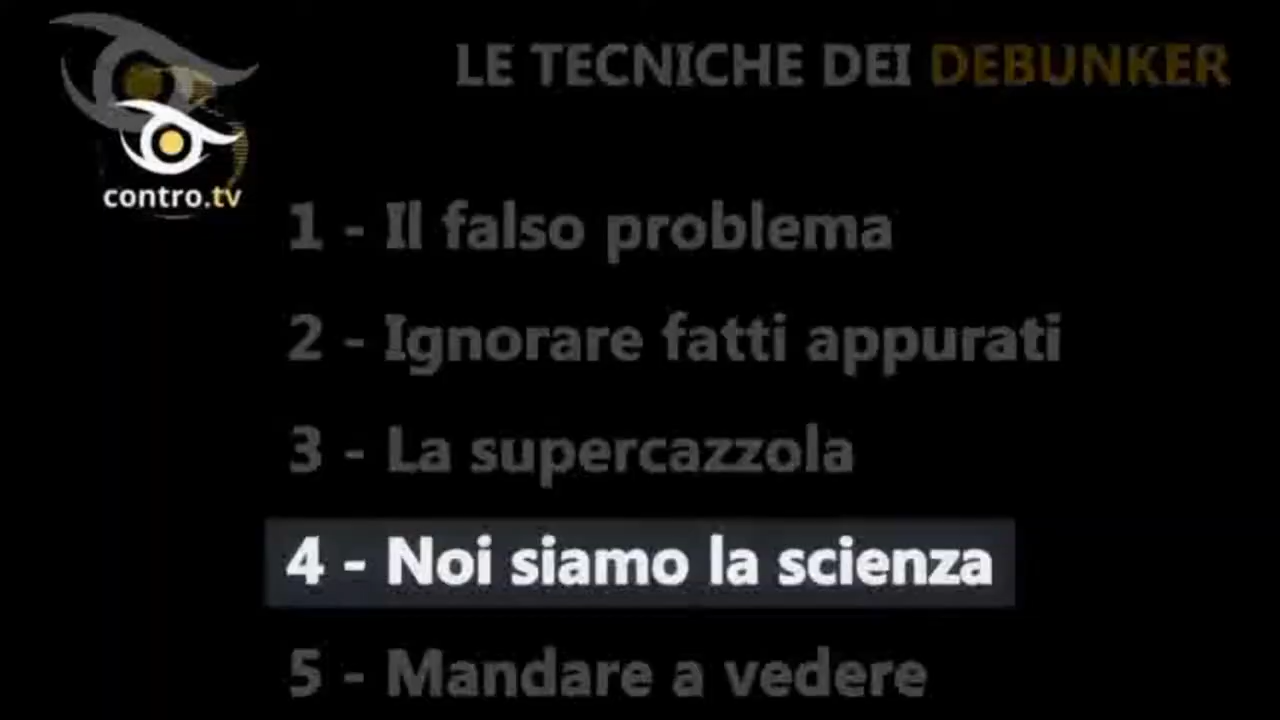 LE TECNICHE DEI DEBUNKER
contro.tv
1 - Il falso problema
2 - Ignorare fatti appurati
3 - La supercazzola
4 - Noi siamo la scienza
5 - Mandare a vedere